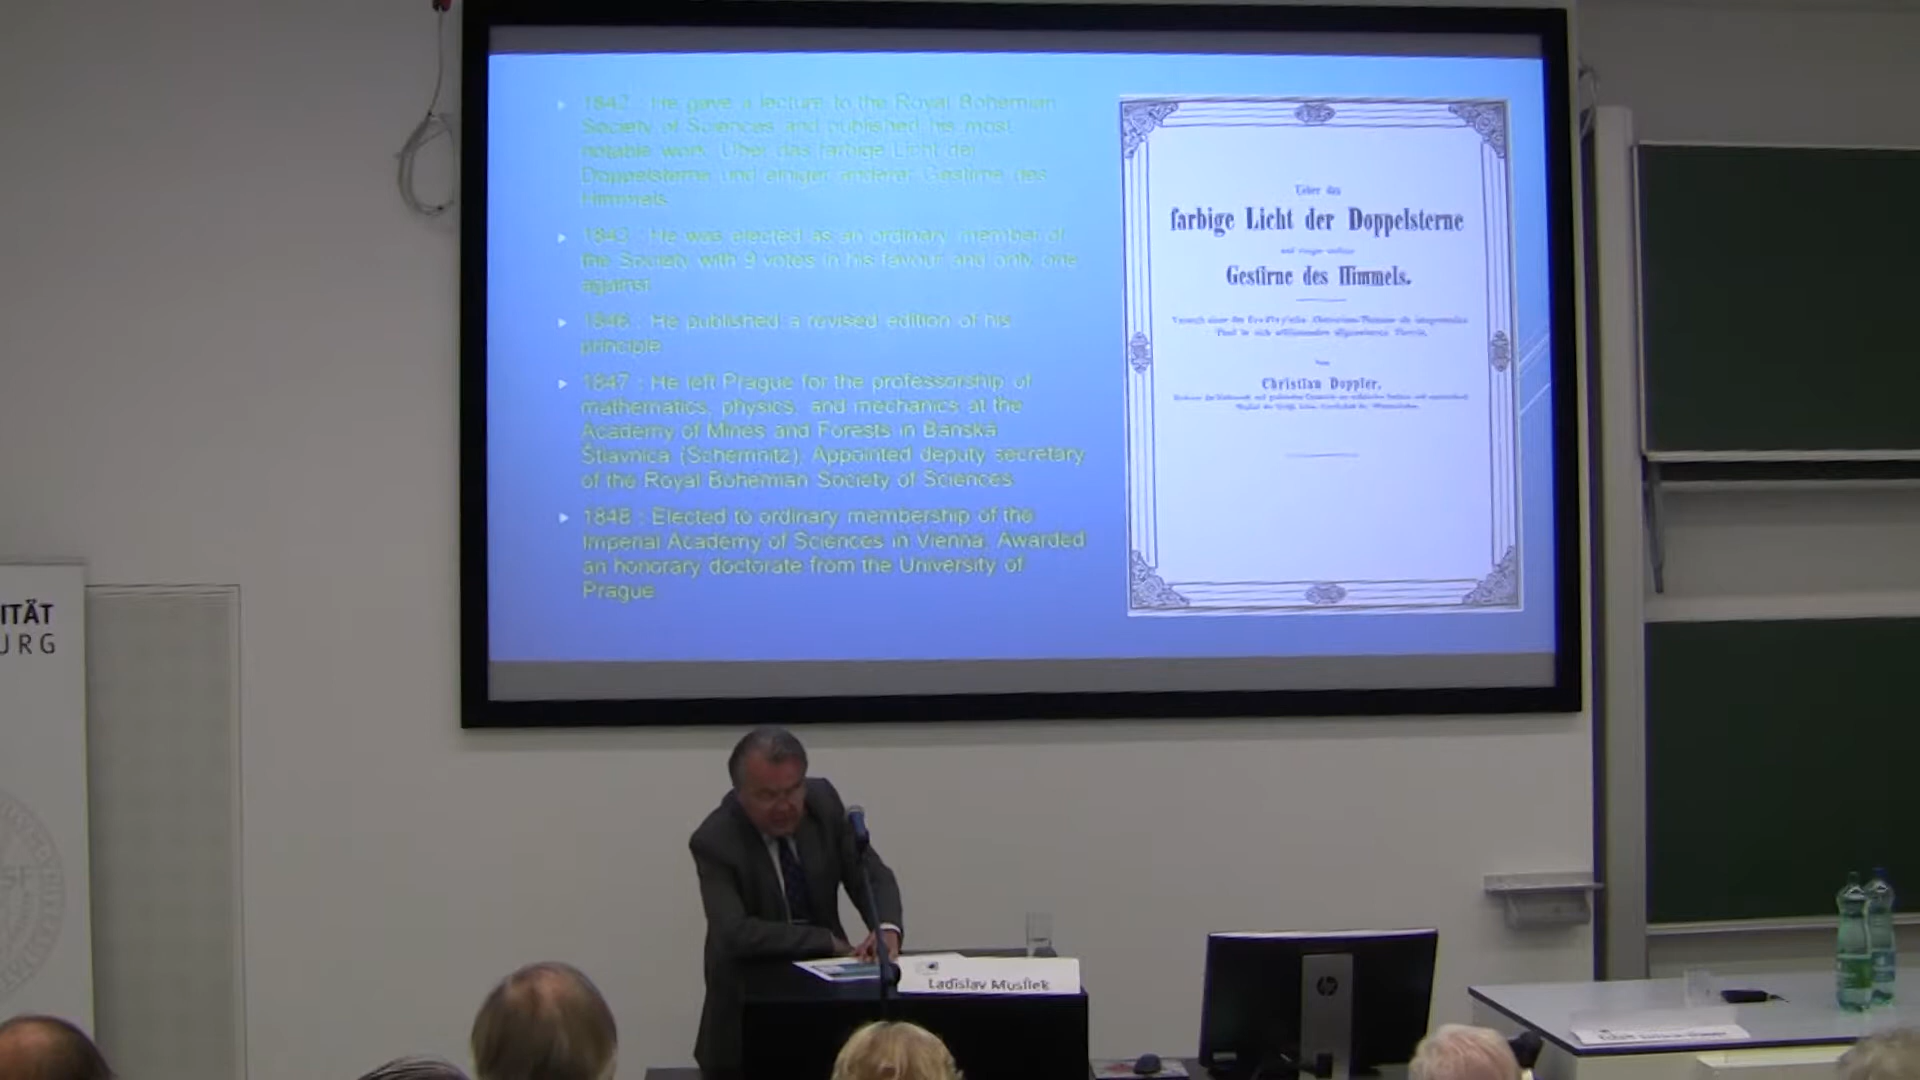 1842 : He gave a lecture to the Royal Bohemian
Society of Sciences and published his most
notable work, Über das farbige Licht der
Doppelsterne und einiger anderer Gestirne des
Himmels
1843 : He was elected as an ordinary member of
the Society with 9 votes in his favour and only one
against
1846 : He published a revised edition of his
principle
1847 : He left Prague for the professorship of
mathematics, physics, and mechanics at the
Academy of Mines and Forests in Banska
Štiavnica (Schemnitz). Appointed deputy secretary
of the Royal Bohemian Society of Sciences
1848 : Elected to ordinary membership of the
Imperial Academy of Sciences in Vienna. Awarded
an honorary doctorate from the University of
Prague
Ueber das
farbige Licht der Doppelsterne
und einiger anderer
Gestirne des Himmels.
Von
Christian Doppler,
ITÄT
URG
Ladislav Musílek
hp